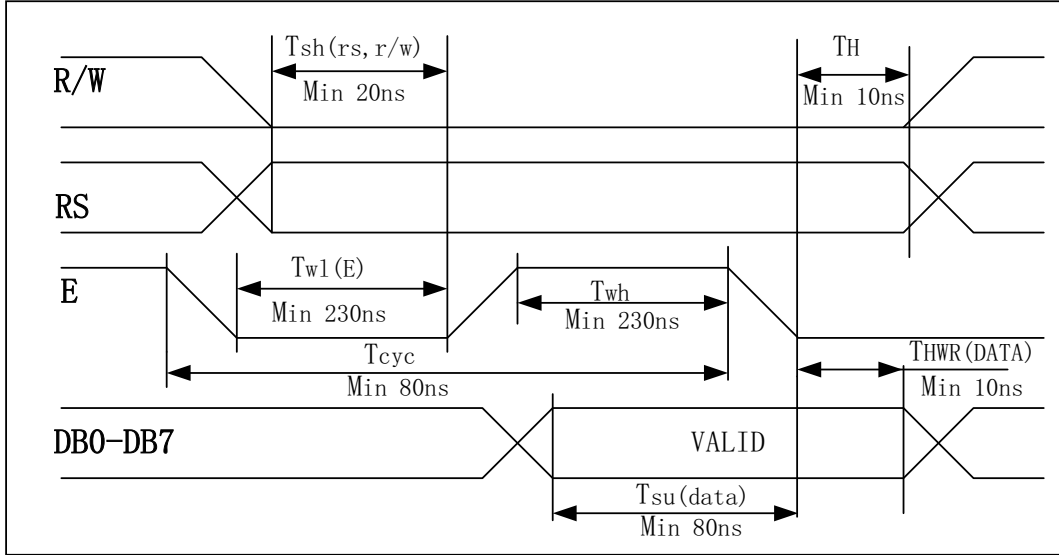 R/W
Tsh(rs,r/w)
Min 20ns
TH
Min 10ns
RS
E
Twl(E)
Min 230ns
Twh
Min 230ns
Tcyc
Min 80ns
THWR(DATA)
Min 10ns
DB0-DB7
VALID
Tsu(data)
Min 80ns